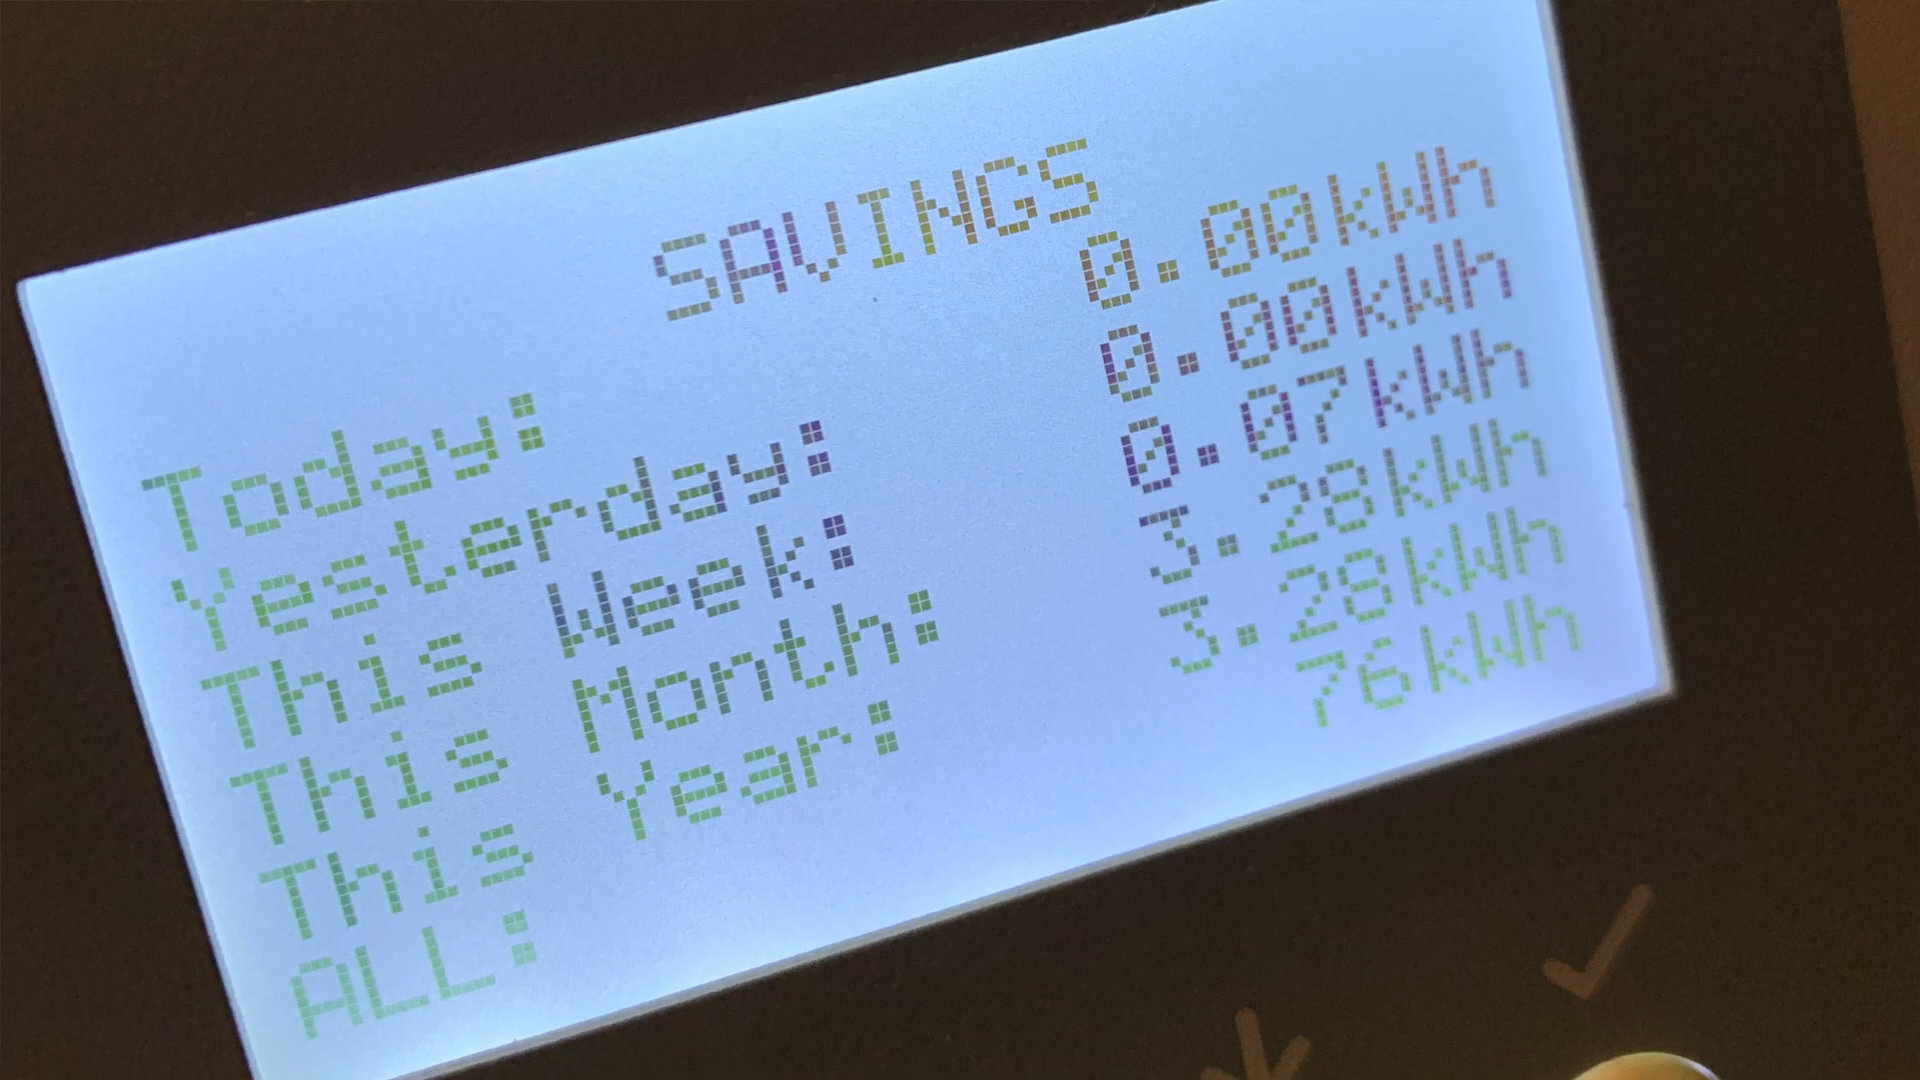 SAVINGS
Today: 0.00kWh
Yesterday: 0.00kWh
This Week: 0.07kWh
This Month: 3.28kWh
This Year: 3.28kWh
ALL: 76kWh